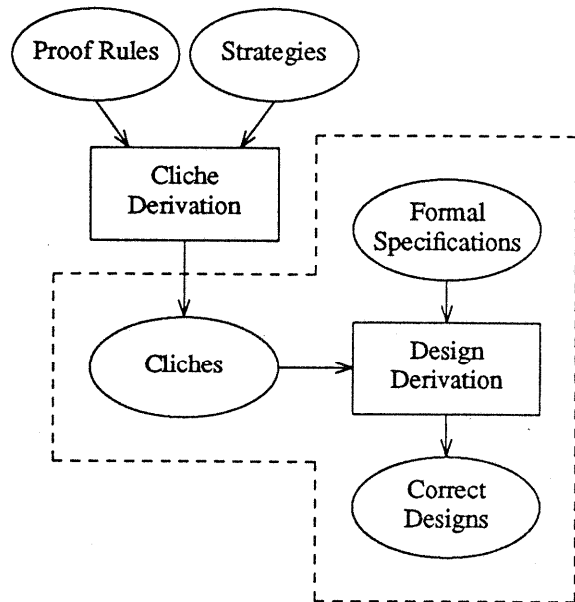 Proof Rules
Strategies
Cliche
Derivation
Formal
Specifications
Cliches
Design
Derivation
Correct
Designs